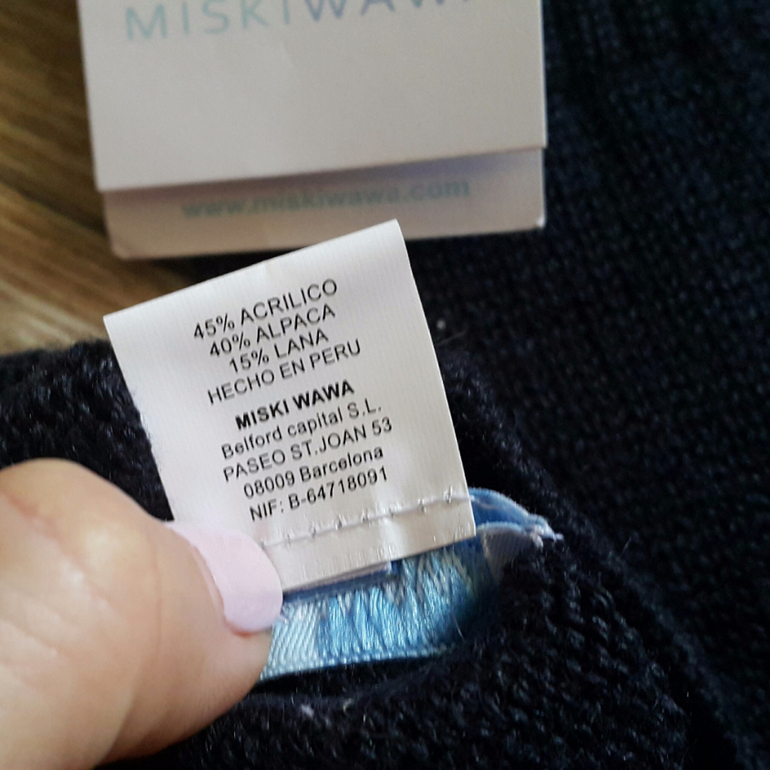 MISKIWAWA
www.miskiwawa.com
45% ACRILICO
40% ALPACA
15% LANA
HECHO EN PERU
MISKI WAWA
Belford capital S.L.
PASEO ST.JOAN 53
08009 Barcelona
NIF: B-64718091